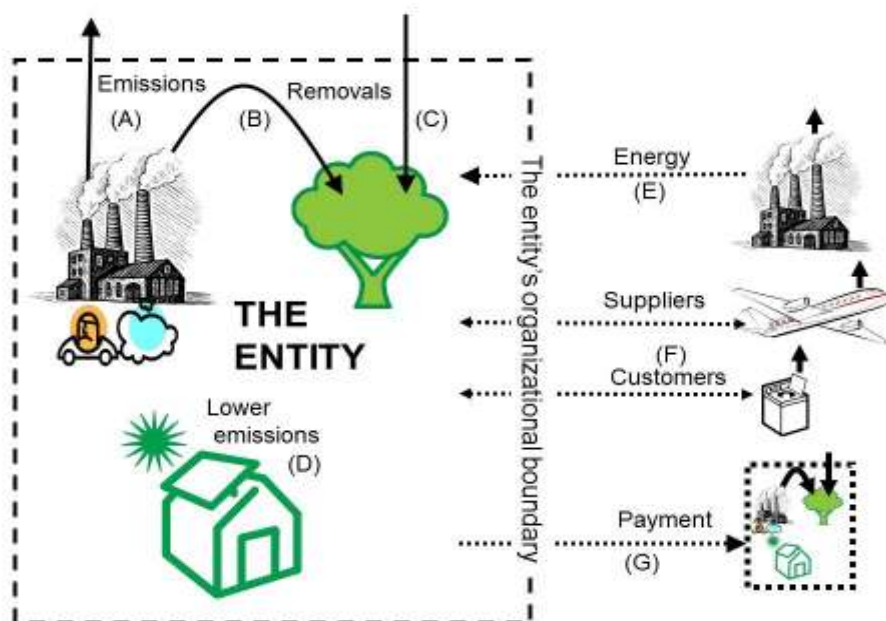 Emissions
(A)
(B)
Removals
(C)
THE
ENTITY
Lower
emissions
(D)
The entity's organizational boundary
Energy
(E)
Suppliers
(F)
Customers
Payment
(G)